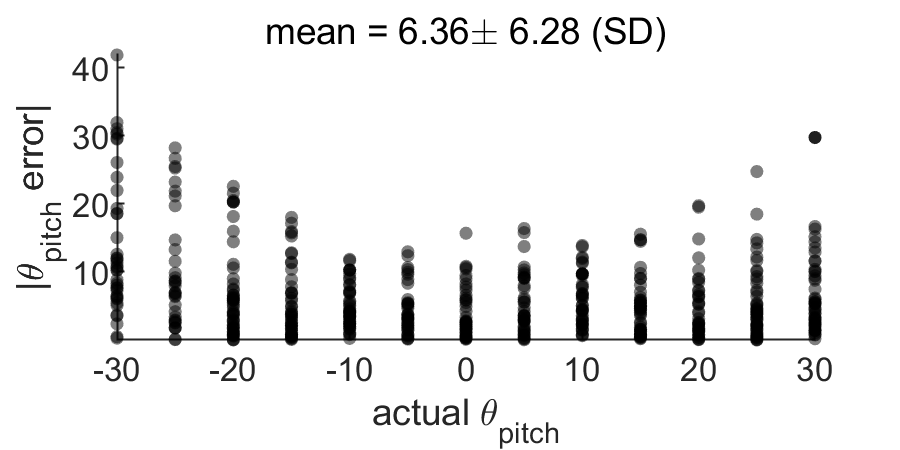 mean = 6.36± 6.28 (SD)
|θpitch error|
40
30
20
10
-30 -20 -10 0 10 20 30
actual θpitch